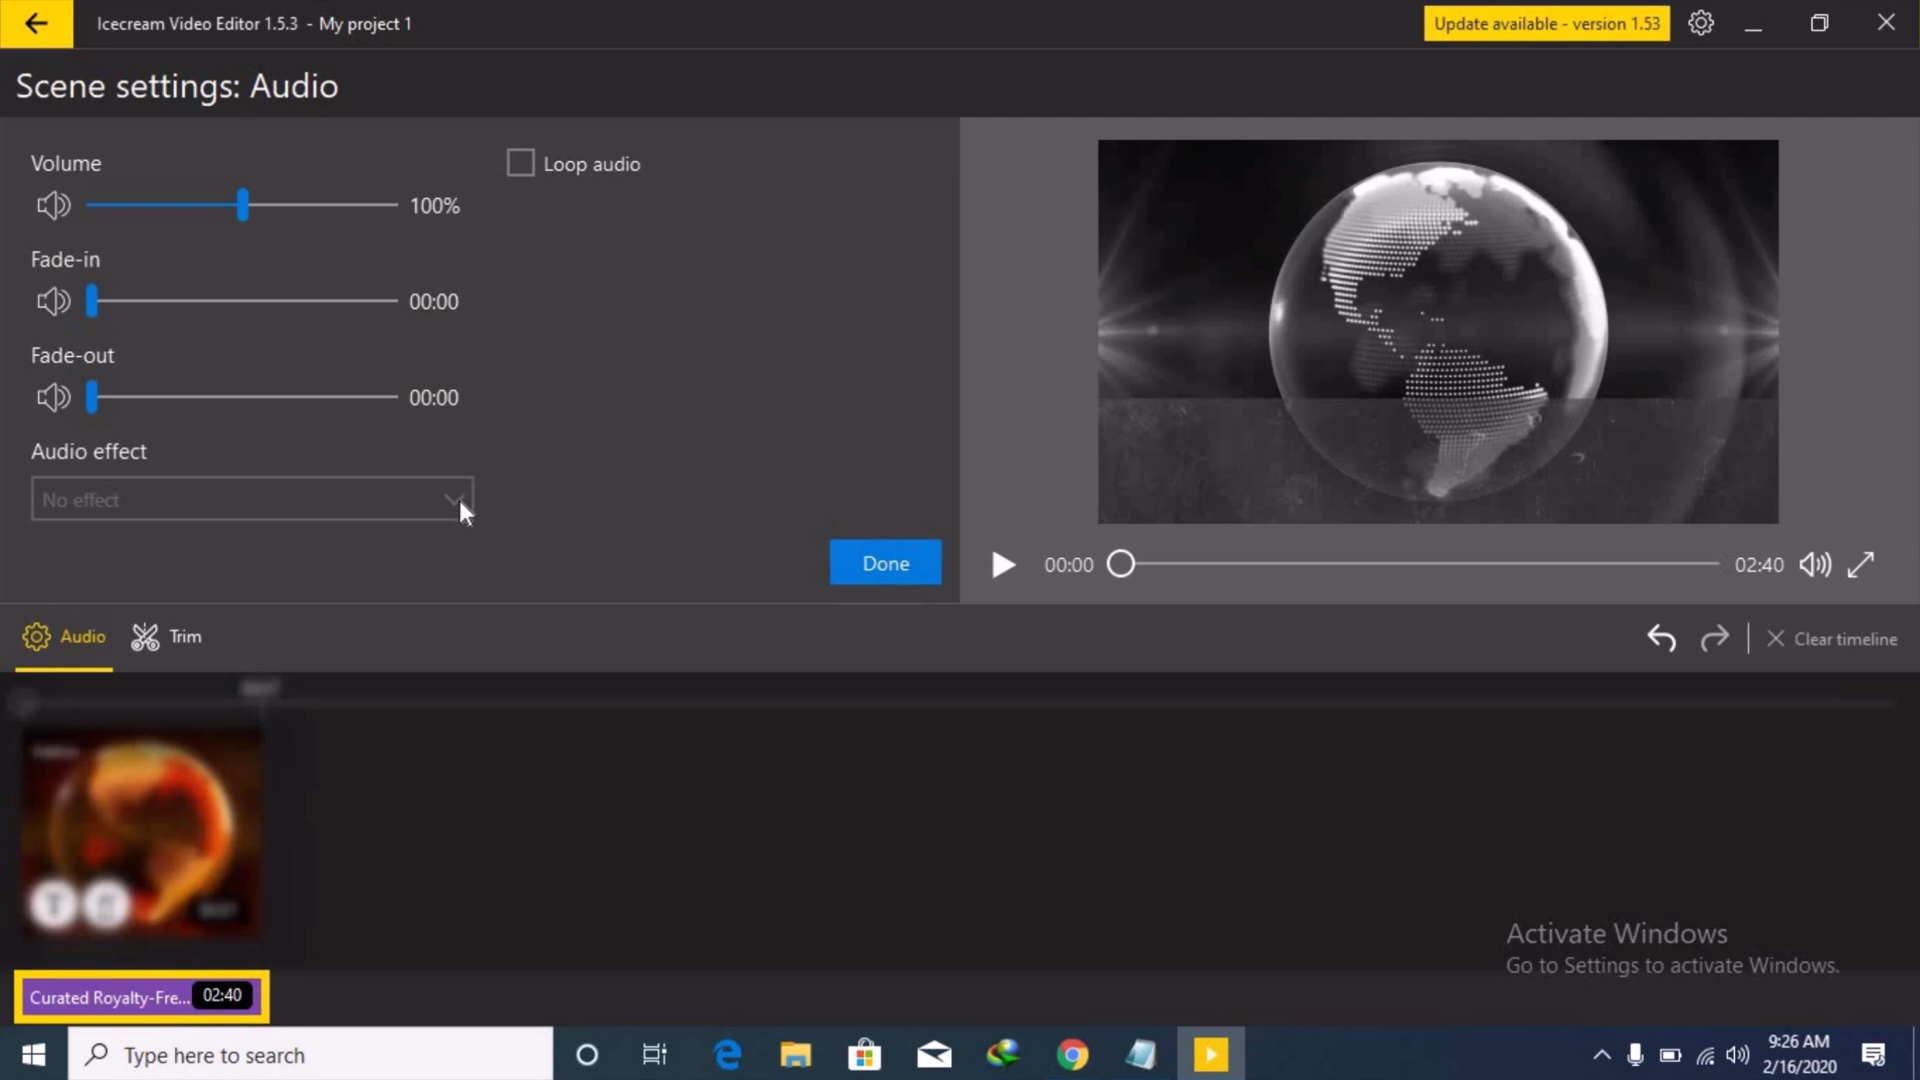 Icecream Video Editor 1.5.3 - My project 1
Update available - version 1.53
Scene settings: Audio
Volume
Loop audio
100%
Fade-in
00:00
Fade-out
00:00
Audio effect
No effect
Done
00:00
02:40
Audio
Trim
Clear timeline
Activate Windows
Go to Settings to activate Windows.
Curated Royalty-Fre... 02:40
Type here to search
9:26 AM
2/16/2020